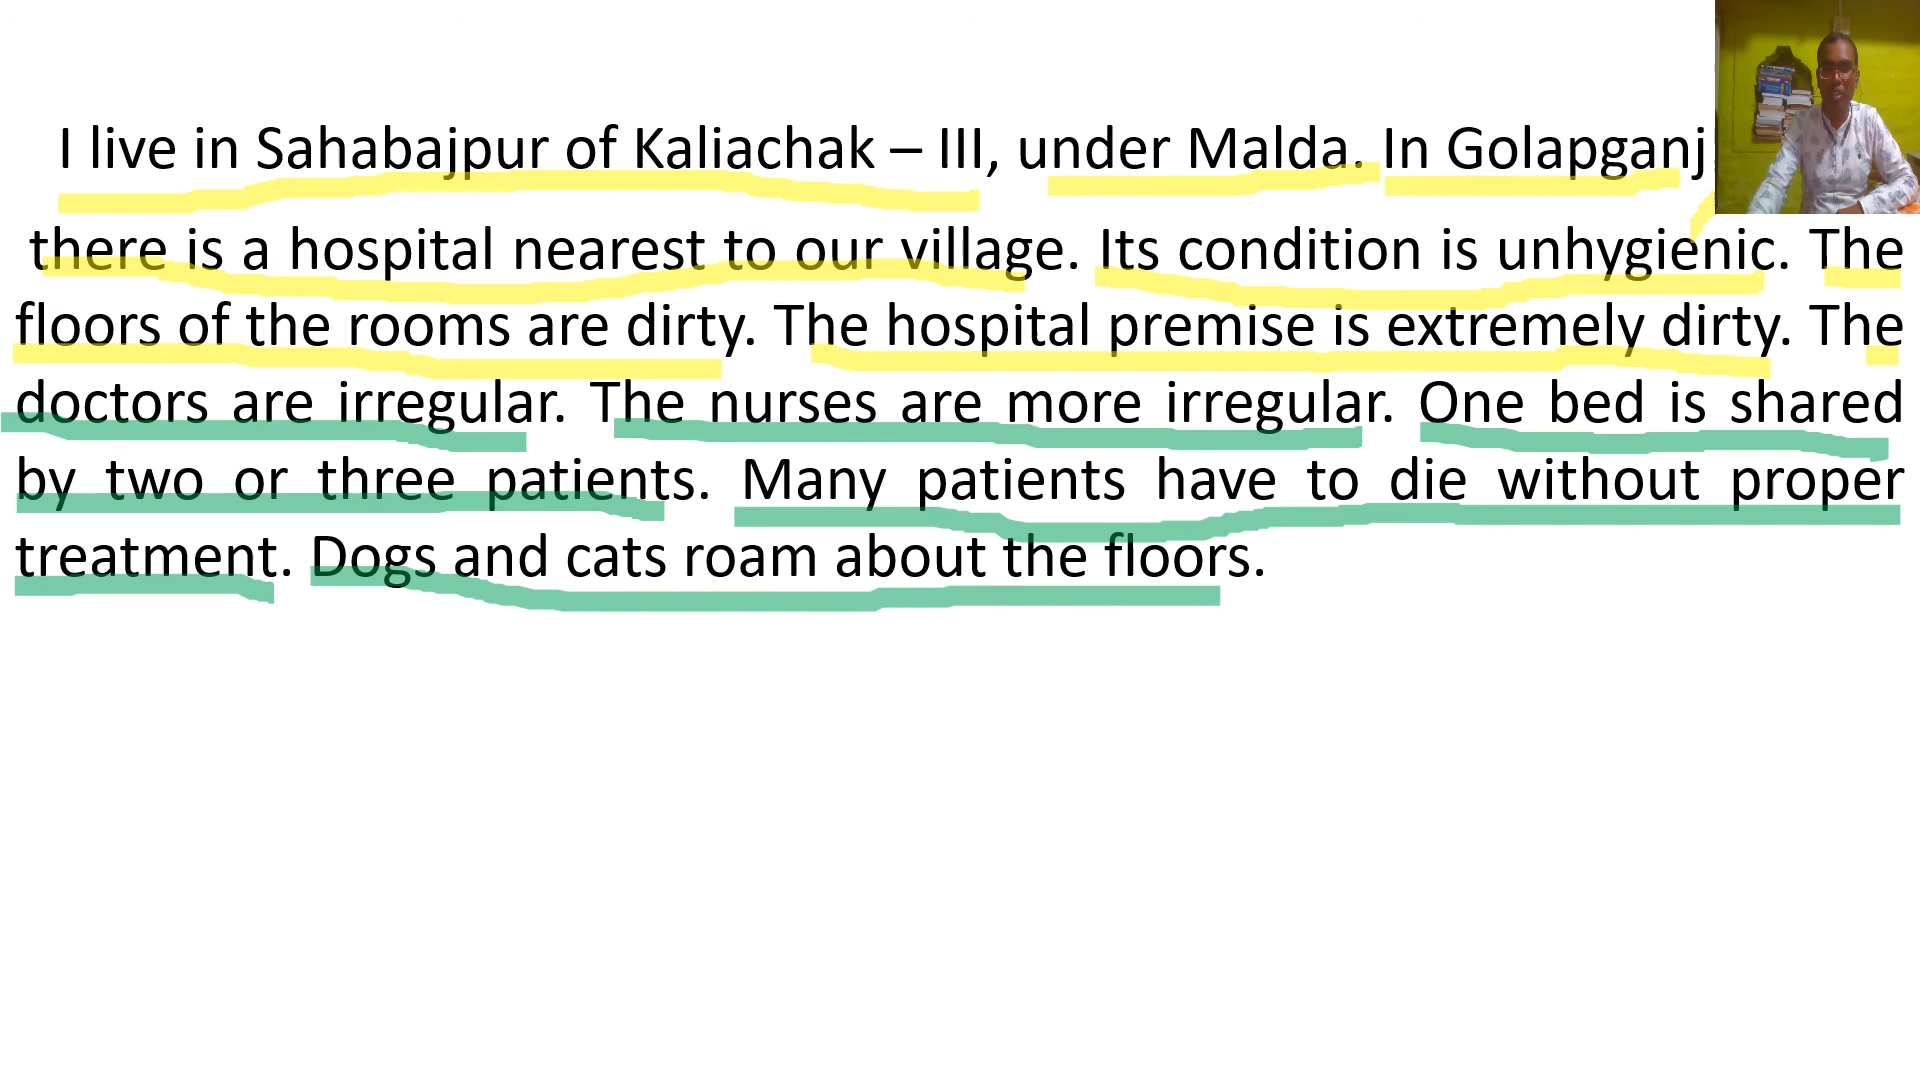 I live in Sahabajpur of Kaliachak – III, under Malda. In Golapganj
there is a hospital nearest to our village. Its condition is unhygienic. The
floors of the rooms are dirty. The hospital premise is extremely dirty. The
doctors are irregular. The nurses are more irregular. One bed is shared
by two or three patients. Many patients have to die without proper
treatment. Dogs and cats roam about the floors.